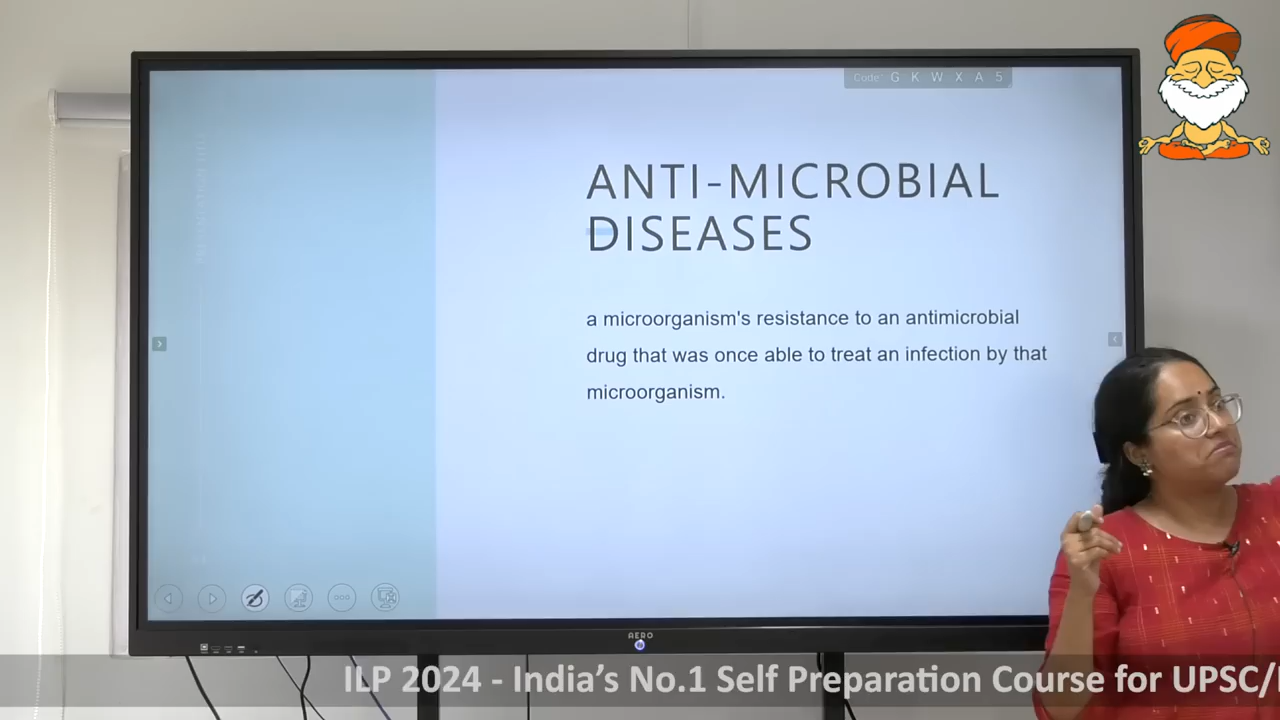 Code: G K W X A 5
ANTI-MICROBIAL
DISEASES
a microorganism's resistance to an antimicrobial
drug that was once able to treat an infection by that
microorganism.
AERO
ILP 2024 - India's No.1 Self Preparation Course for UPSC/